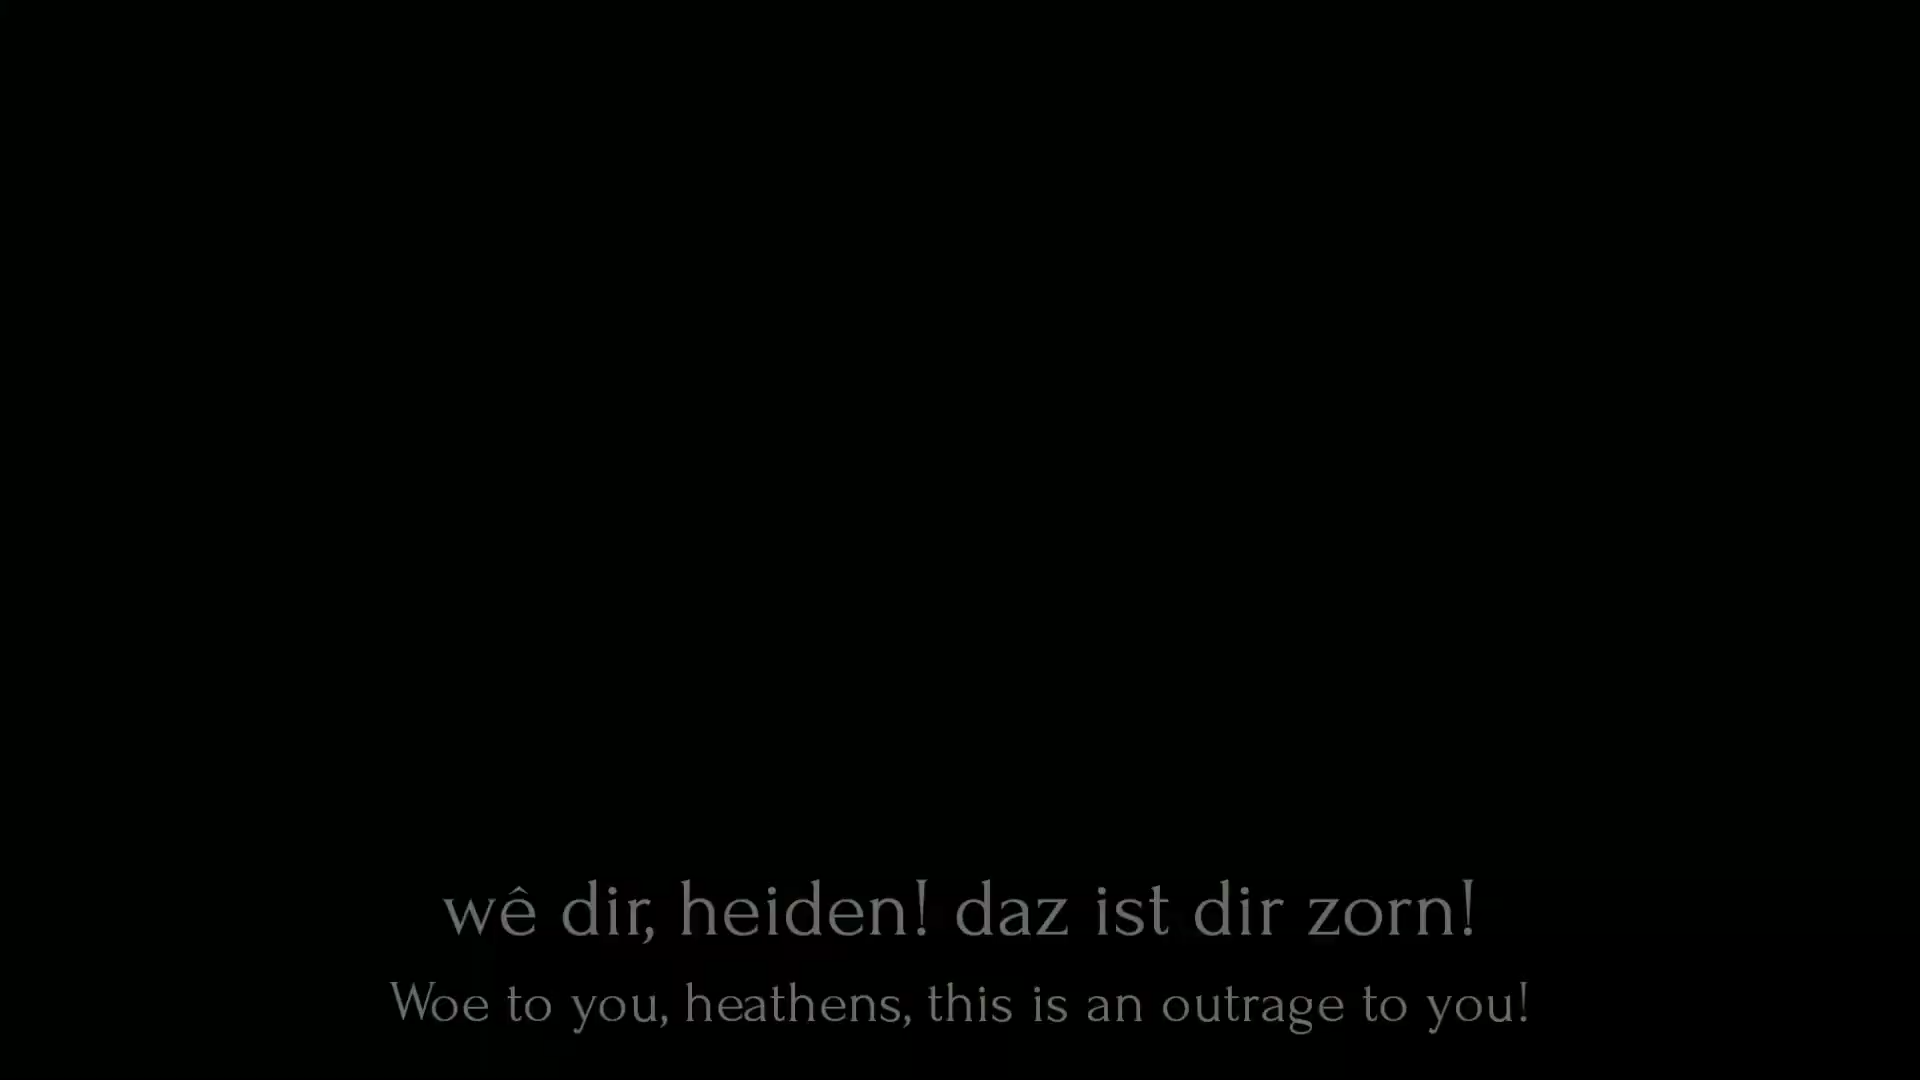 wê dir, heiden! daz ist dir zorn!
Woe to you, heathens, this is an outrage to you!